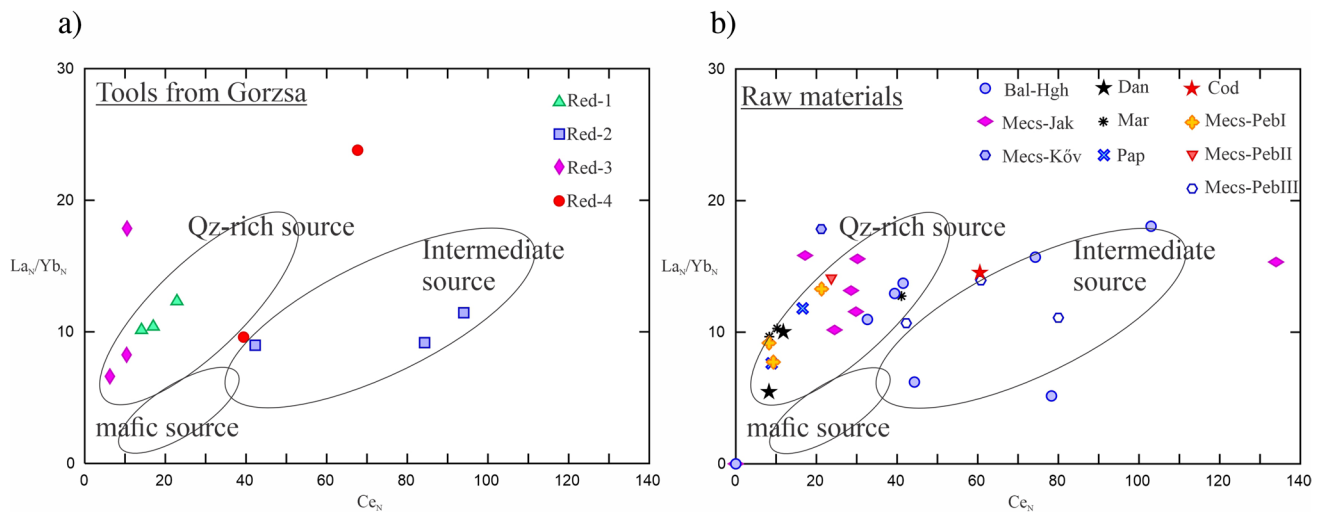 a)
30
20
10
0
0
20
40
60
80
100
120
140
LaN/YbN
CeN
Tools from Gorzsa
Red-1
Red-2
Red-3
Red-4
Qz-rich source
Intermediate
source
mafic source
b)
30
20
10
0
0
20
40
60
80
100
120
140
LaN/YbN
CeN
Raw materials
Bal-Hgh
Dan
Cod
Mecs-Jak
Mar
Mecs-PebI
Mecs-Kőv
Pap
Mecs-PebII
Mecs-PebIII
Qz-rich source
Intermediate
source
mafic source